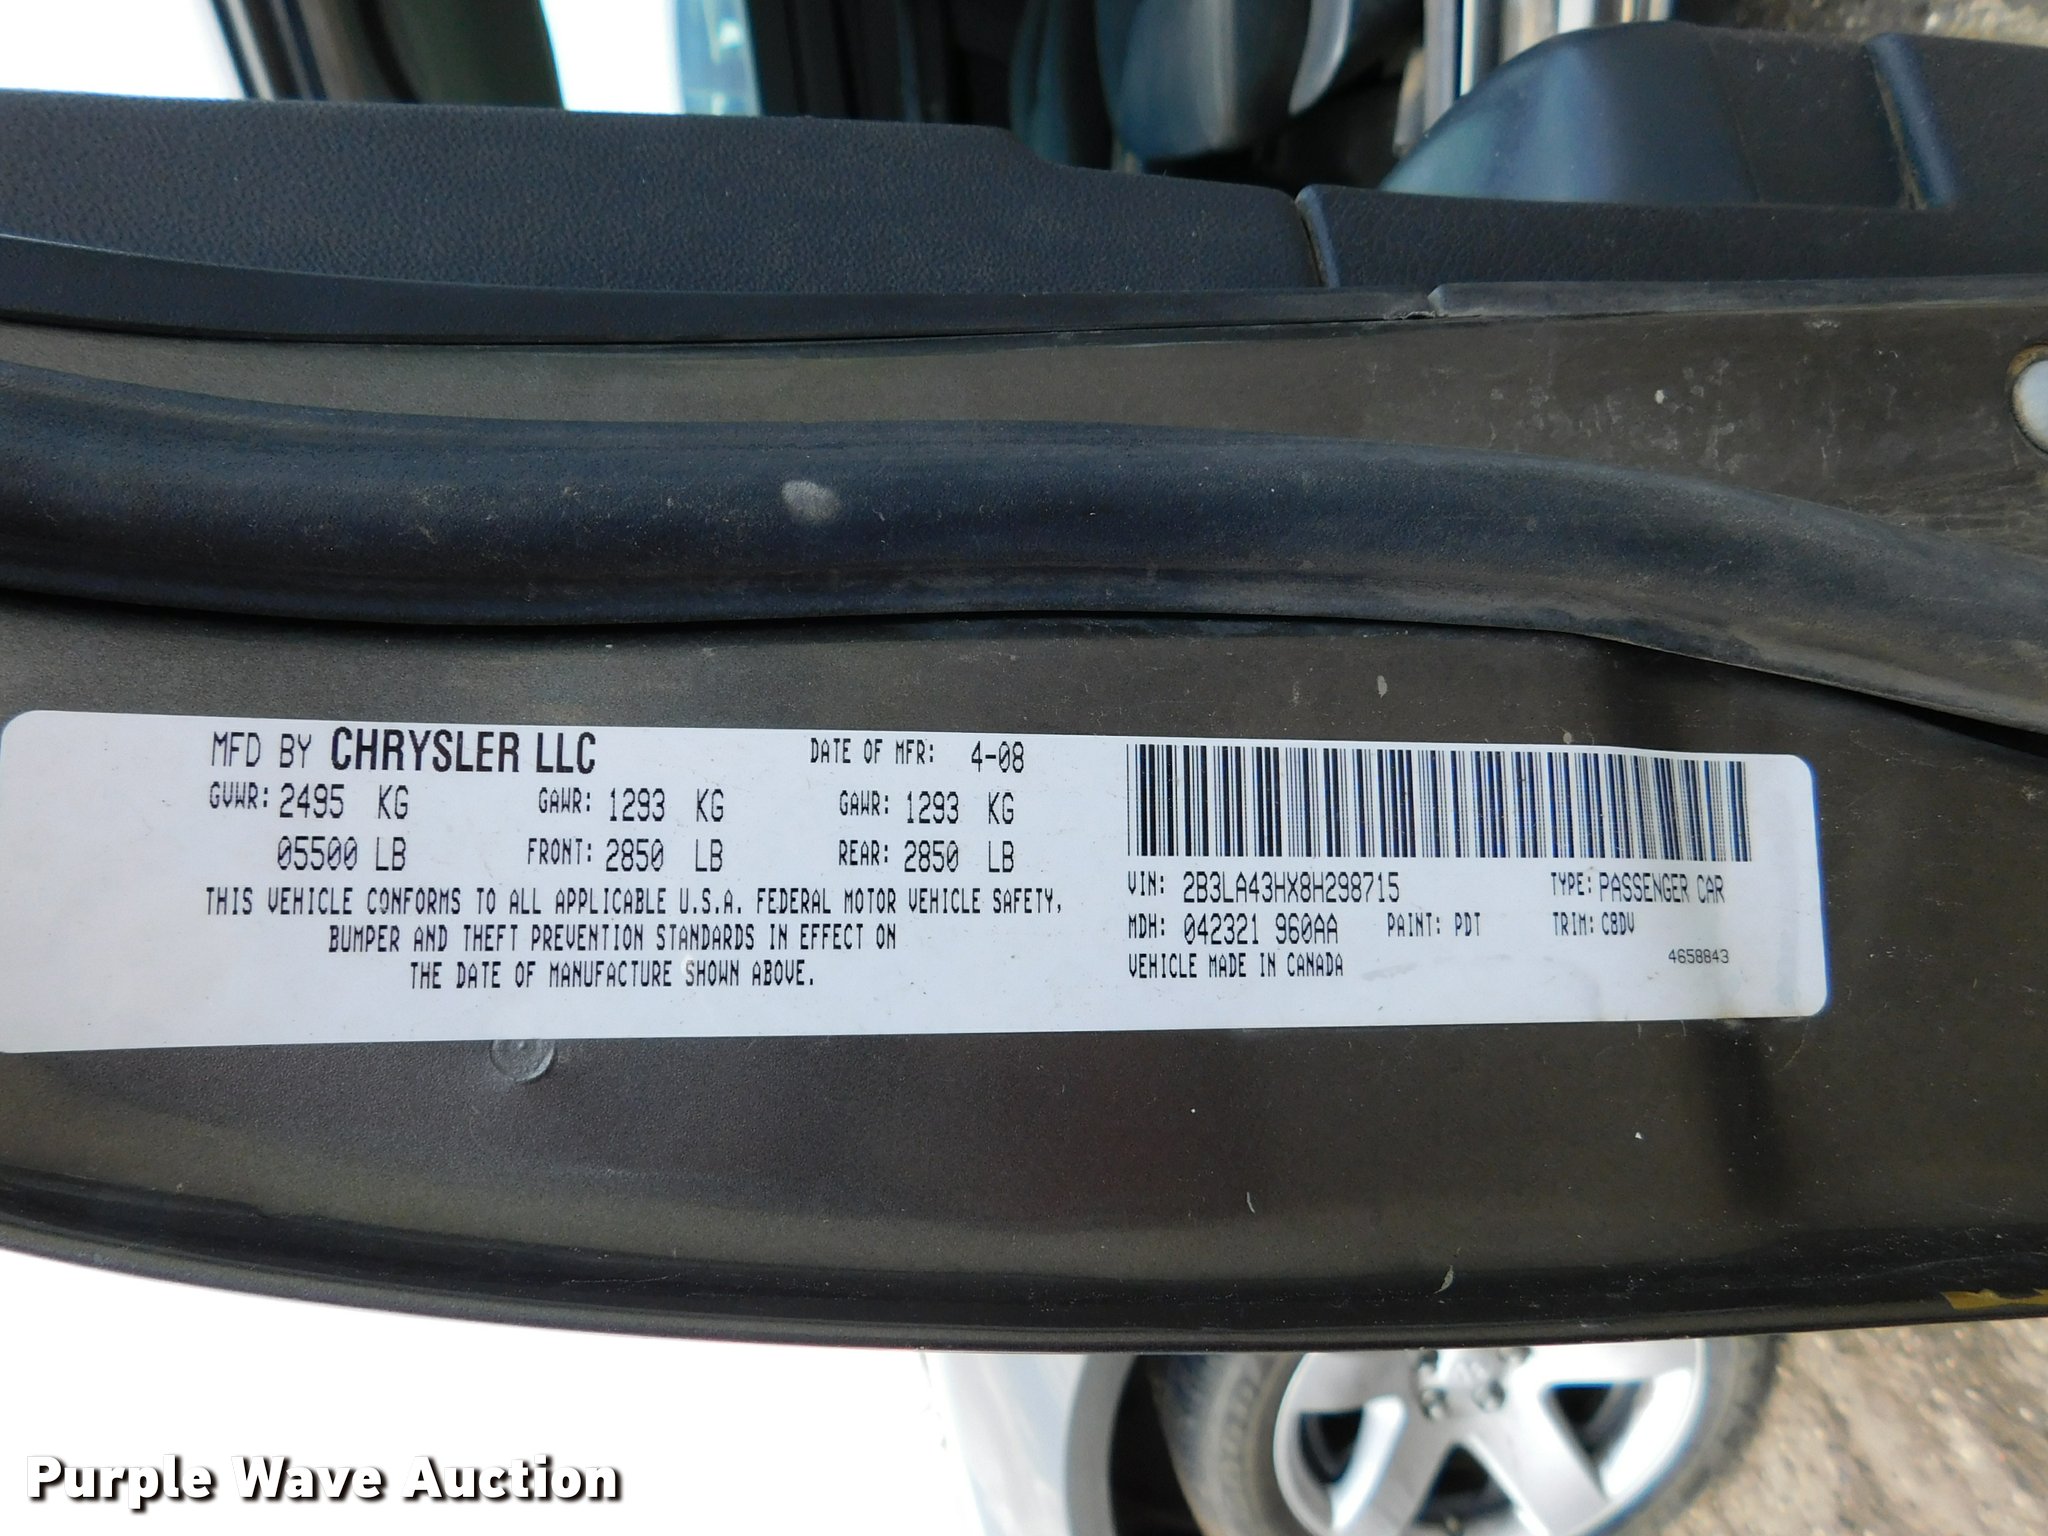 MFD BY CHRYSLER LLC DATE OF MFR: 4-08
GVWR: 2495 KG GAWR: 1293 KG GAWR: 1293 KG
05500 LB FRONT: 2850 LB REAR: 2850 LB
THIS VEHICLE CONFORMS TO ALL APPLICABLE U.S.A. FEDERAL MOTOR VEHICLE SAFETY,
BUMPER AND THEFT PREVENTION STANDARDS IN EFFECT ON
THE DATE OF MANUFACTURE SHOWN ABOVE.
VIN: 2B3LA43HX8H298715 TYPE: PASSENGER CAR
MDH: 042321 960AA PAINT: PDT TRIM: C8DV
VEHICLE MADE IN CANADA 4658843
Purple Wave Auction